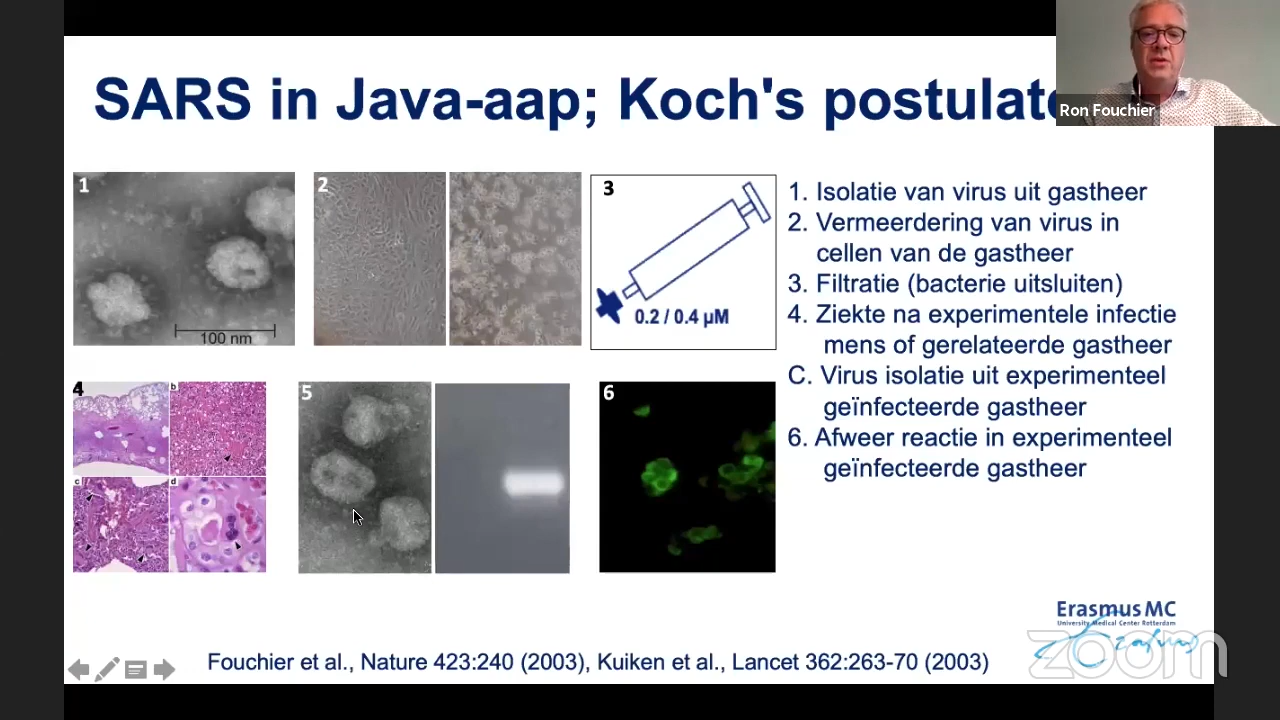 SARS in Java-aap; Koch's postulate
Ron Fouchier
1
100 nm
2
3
0.2 / 0.4 µM
1. Isolatie van virus uit gastheer
2. Vermeerdering van virus in
cellen van de gastheer
3. Filtratie (bacterie uitsluiten)
4. Ziekte na experimentele infectie
mens of gerelateerde gastheer
C. Virus isolatie uit experimenteel
geïnfecteerde gastheer
6. Afweer reactie in experimenteel
geïnfecteerde gastheer
4
b
c
d
5
6
Erasmus MC
University Medical Center Rotterdam
zoom
Fouchier et al., Nature 423:240 (2003), Kuiken et al., Lancet 362:263-70 (2003)